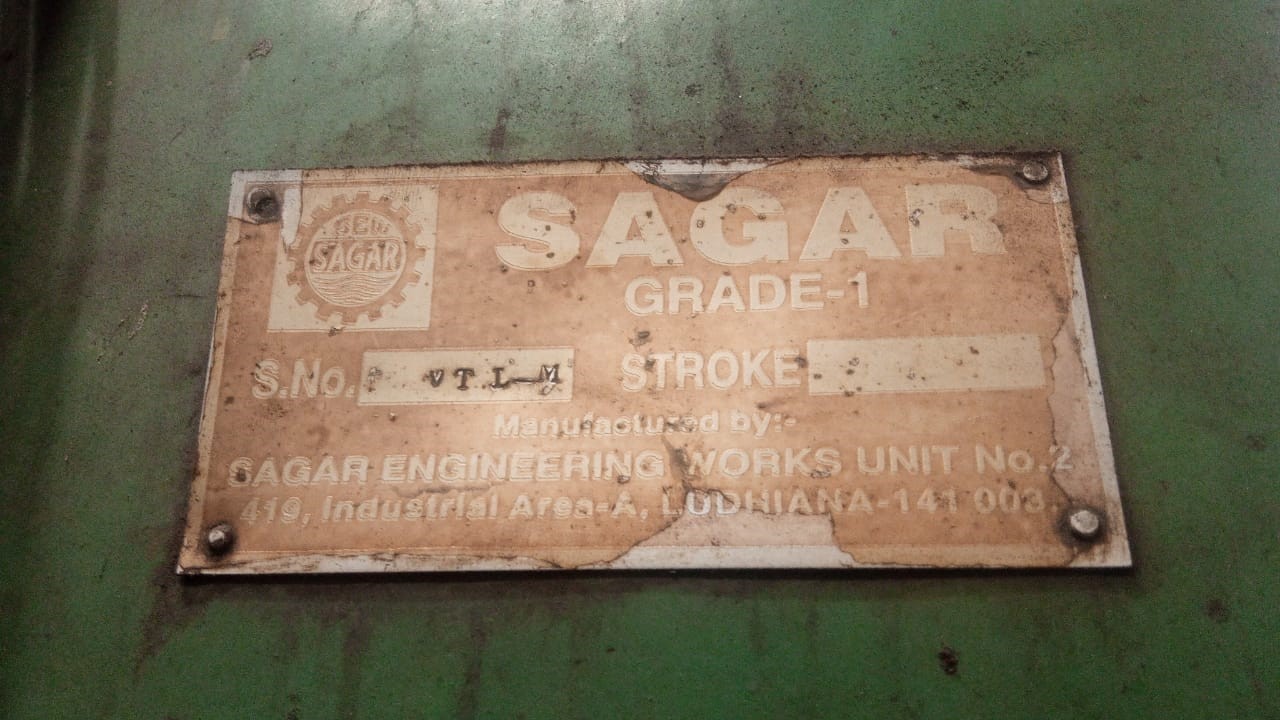 SEW
SAGAR
SAGAR
GRADE-1
S.No. VTL-M
STROKE
Manufactured by:-
SAGAR ENGINEERING WORKS UNIT No.2
419, Industrial Area-A, LUDHIANA-141 003.